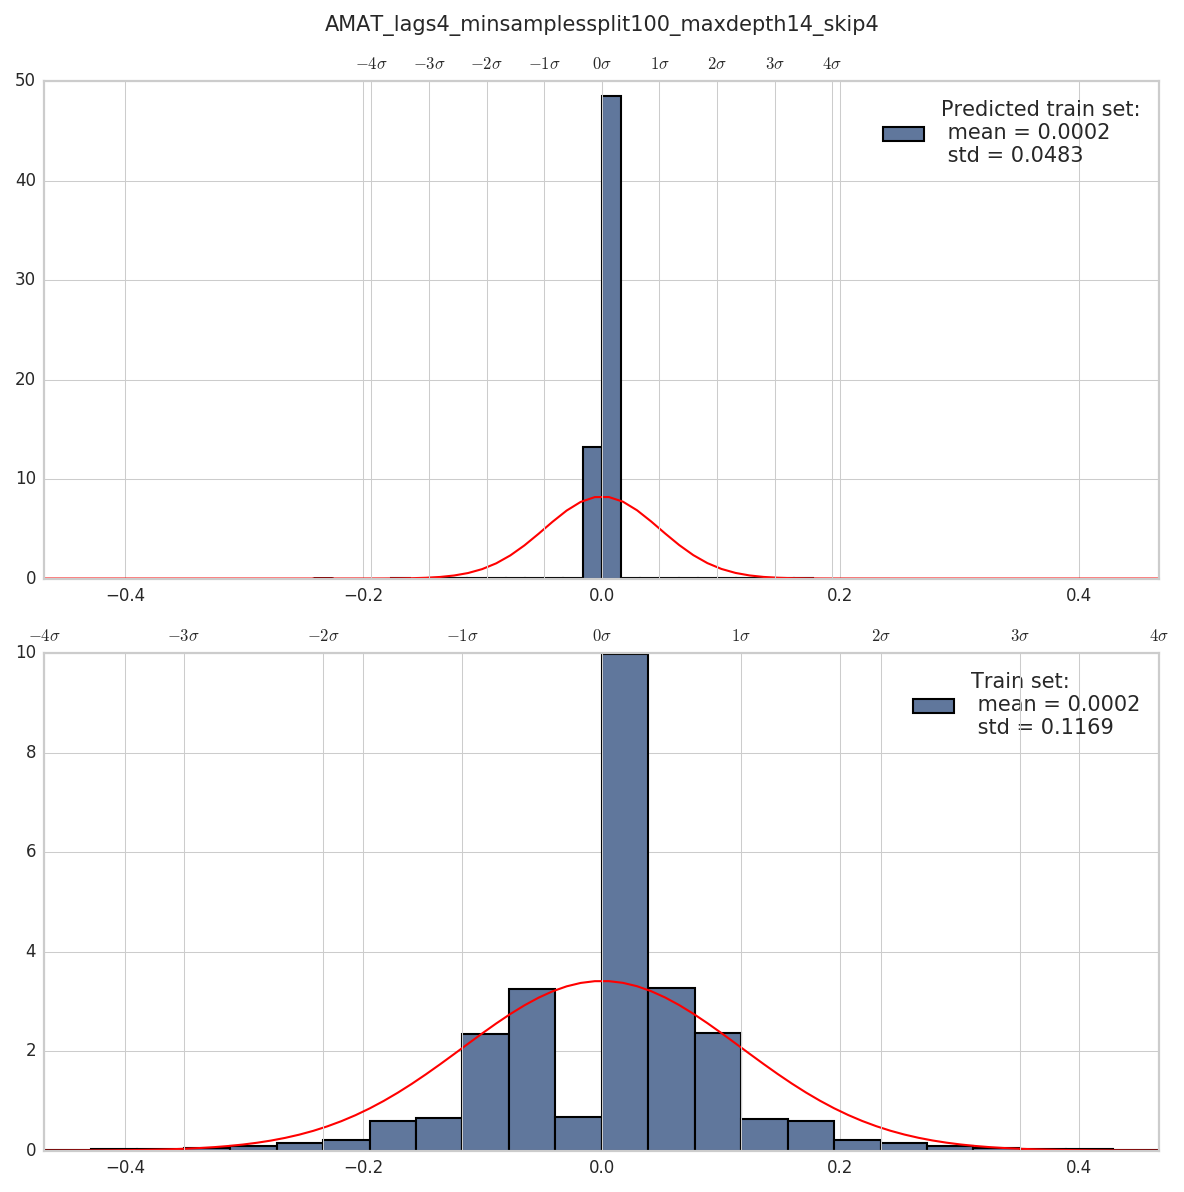 AMAT_lags4_minsamplessplit100_maxdepth14_skip4
−4σ −3σ −2σ −1σ 0σ 1σ 2σ 3σ 4σ
50
40
30
20
10
0
Predicted train set:
mean = 0.0002
std = 0.0483
−0.4 −0.2 0.0 0.2 0.4
−4σ −3σ −2σ −1σ 0σ 1σ 2σ 3σ 4σ
10
8
6
4
2
0
Train set:
mean = 0.0002
std = 0.1169
−0.4 −0.2 0.0 0.2 0.4